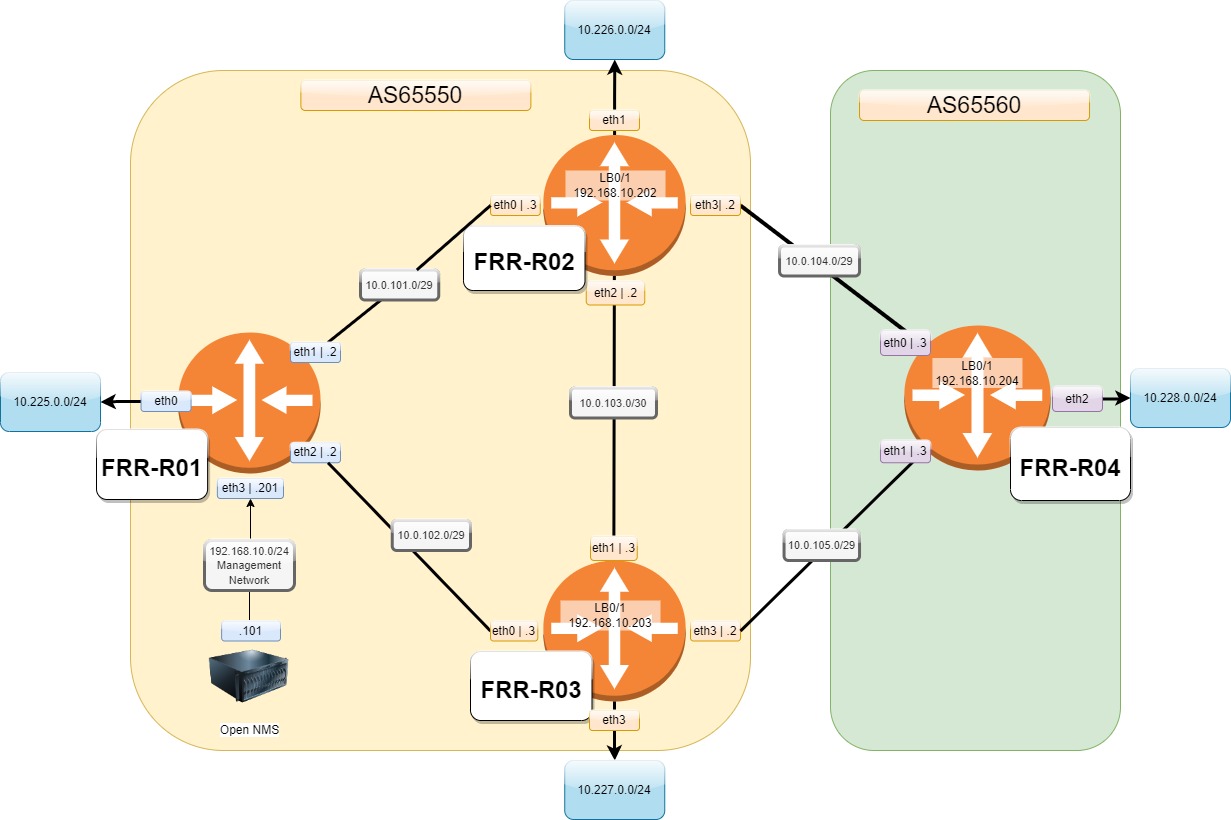 10.226.0.0/24
AS65550
AS65560
eth1
LB0/1
192.168.10.202
eth0 | .3
eth3| .2
FRR-R02
10.0.104.0/29
10.0.101.0/29
eth2 | .2
eth1 | .2
eth0 | .3
LB0/1
192.168.10.204
10.225.0.0/24
eth0
10.0.103.0/30
eth2
10.228.0.0/24
FRR-R01
eth2 | .2
eth1 | .3
FRR-R04
eth3 | .201
10.0.102.0/29
10.0.105.0/29
192.168.10.0/24
Management
Network
eth1 | .3
LB0/1
192.168.10.203
.101
eth0 | .3
eth3 | .2
FRR-R03
Open NMS
eth3
10.227.0.0/24